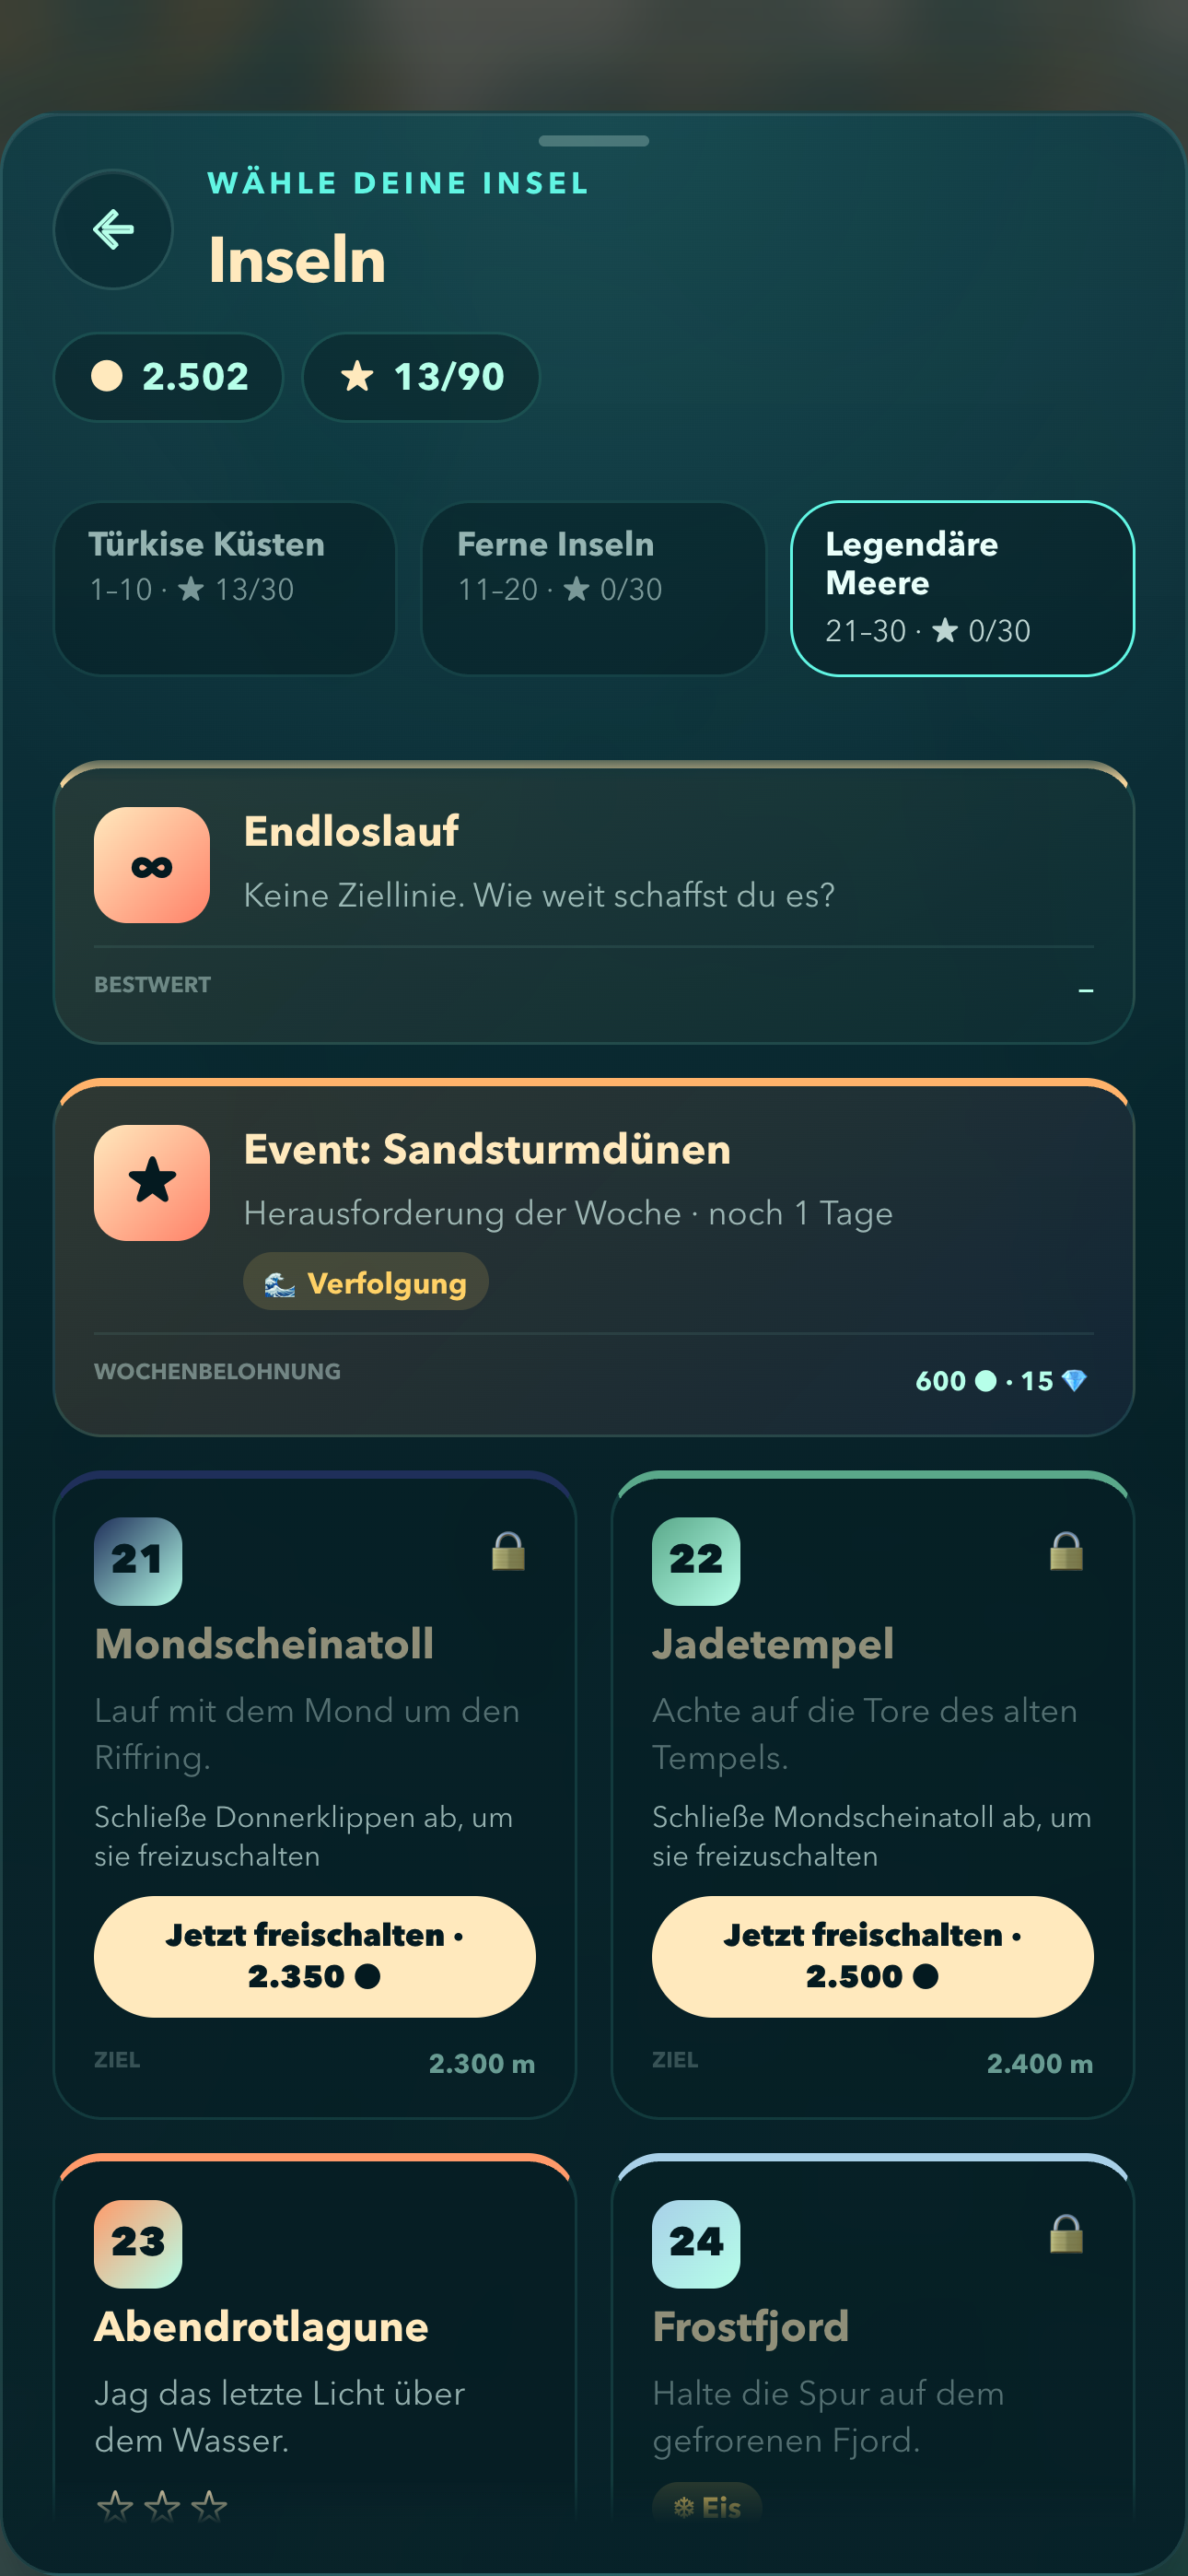 WÄHLE DEINE INSEL
Inseln
2.502
★ 13/90
Türkise Küsten
1–10 · ★ 13/30
Ferne Inseln
11–20 · ★ 0/30
Legendäre
Meere
21–30 · ★ 0/30
∞
Endloslauf
Keine Ziellinie. Wie weit schaffst du es?
BESTWERT
–
Event: Sandsturmdünen
Herausforderung der Woche · noch 1 Tage
🌊 Verfolgung
WOCHENBELOHNUNG
600 ● · 15 💎
21
Mondscheinatoll
Lauf mit dem Mond um den
Riffring.
Schließe Donnerklippen ab, um
sie freizuschalten
Jetzt freischalten ·
2.350 ●
ZIEL
2.300 m
22
Jadetempel
Achte auf die Tore des alten
Tempels.
Schließe Mondscheinatoll ab, um
sie freizuschalten
Jetzt freischalten ·
2.500 ●
ZIEL
2.400 m
23
Abendrotlagune
Jag das letzte Licht über
dem Wasser.
☆☆☆
24
Frostfjord
Halte die Spur auf dem
gefrorenen Fjord.
❄ Eis